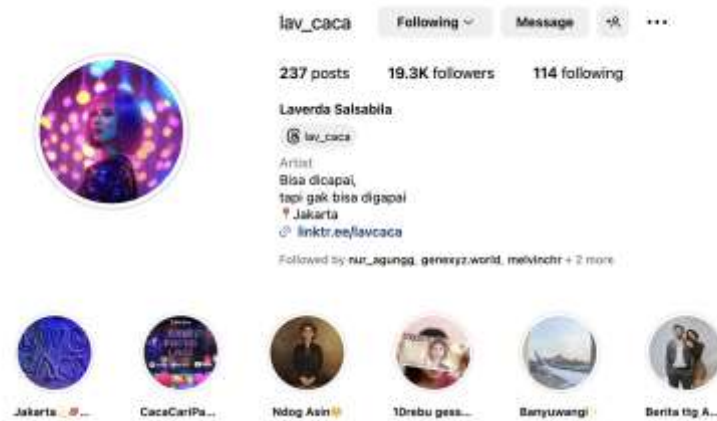 lav_caca Following Message
237 posts 19.3K followers 114 following
Laverda Salsabila
lav_caca
Artist
Bisa dicapai,
tapi gak bisa digapai
📍Jakarta
linktr.ee/lavcaca
Followed by nur_agungg, genexyz.world, melvinchr + 2 more
Jakarta... CacaCariPa... Ndog Asin 10rebu gess... Banyuwangi Berita ttg A...